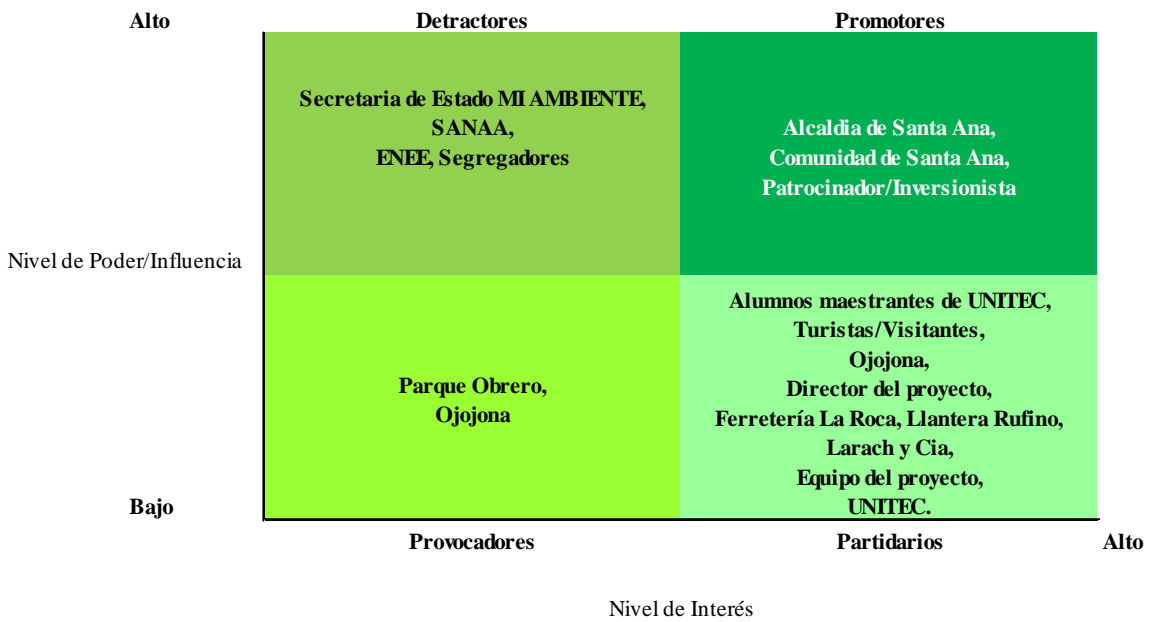 Alto
Detractores
Promotores
Secretaria de Estado MI AMBIENTE,
SANAA,
ENEE, Segregadores
Alcaldia de Santa Ana,
Comunidad de Santa Ana,
Patrocinador/Inversionista
Nivel de Poder/Influencia
Parque Obrero,
Ojojona
Alumnos maestrantes de UNITEC,
Turistas/Visitantes,
Ojojona,
Director del proyecto,
Ferretería La Roca, Llantera Rufino,
Larach y Cia,
Equipo del proyecto,
UNITEC.
Bajo
Provocadores
Partidarios
Alto
Nivel de Interés